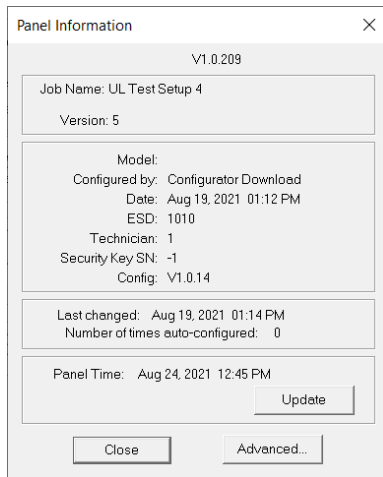 Panel Information
V1.0.209
Job Name: UL Test Setup 4
Version: 5
Model:
Configured by: Configurator Download
Date: Aug 19, 2021 01:12 PM
ESD: 1010
Technician: 1
Security Key SN: -1
Config: V1.0.14
Last changed: Aug 19, 2021 01:14 PM
Number of times auto-configured: 0
Panel Time: Aug 24, 2021 12:45 PM
Update
Close Advanced...